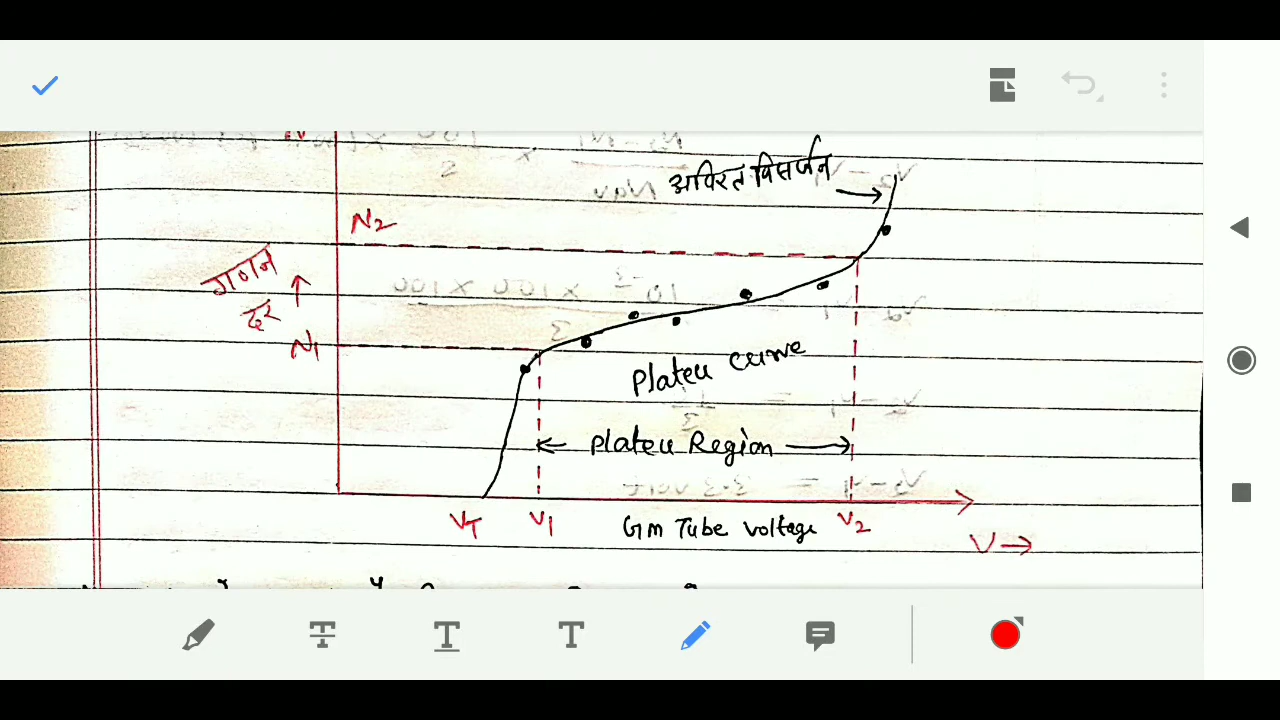 अविरत विसर्जन
N2
गणन
दर
N1
Plateu curve
Plateu Region
VT
V1
GM Tube voltage
V2
V